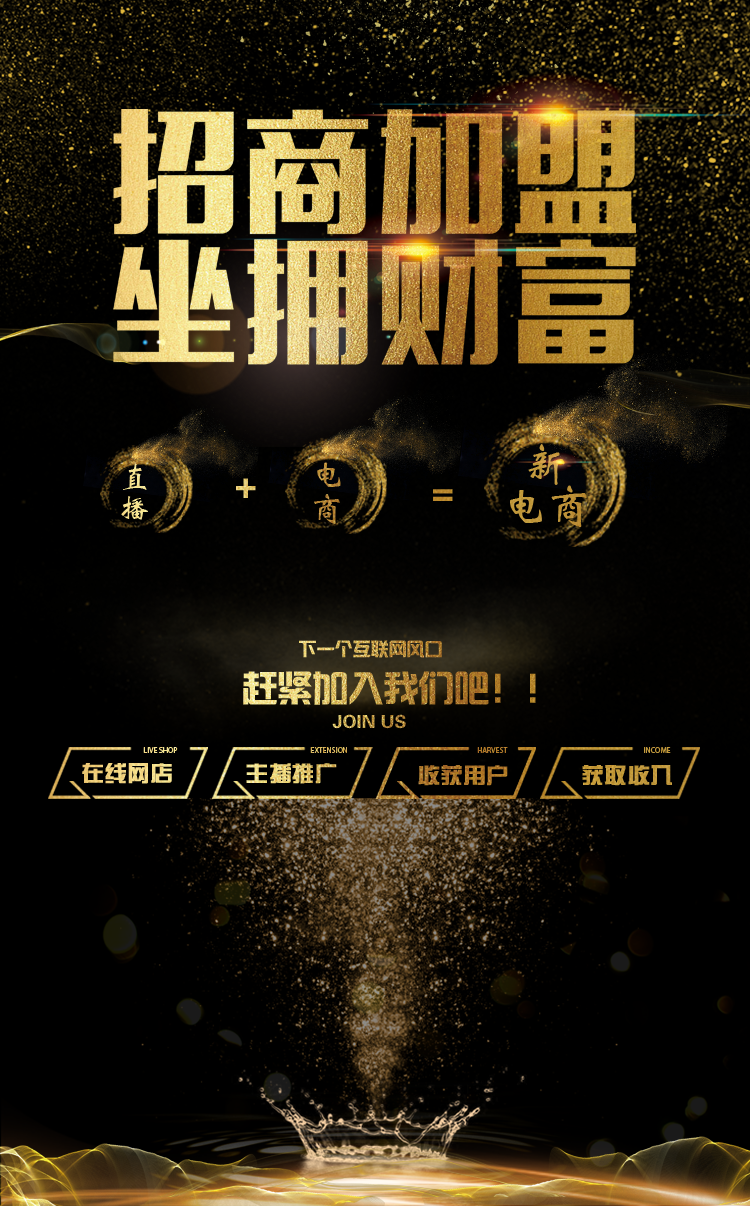 招商加盟
坐拥财富
直播 + 电商 = 新电商
下一个互联网风口
赶紧加入我们吧！！
JOIN US
LIVE SHOP EXTENSION HARVEST INCOME
在线网店 主播推广 收获用户 获取收入